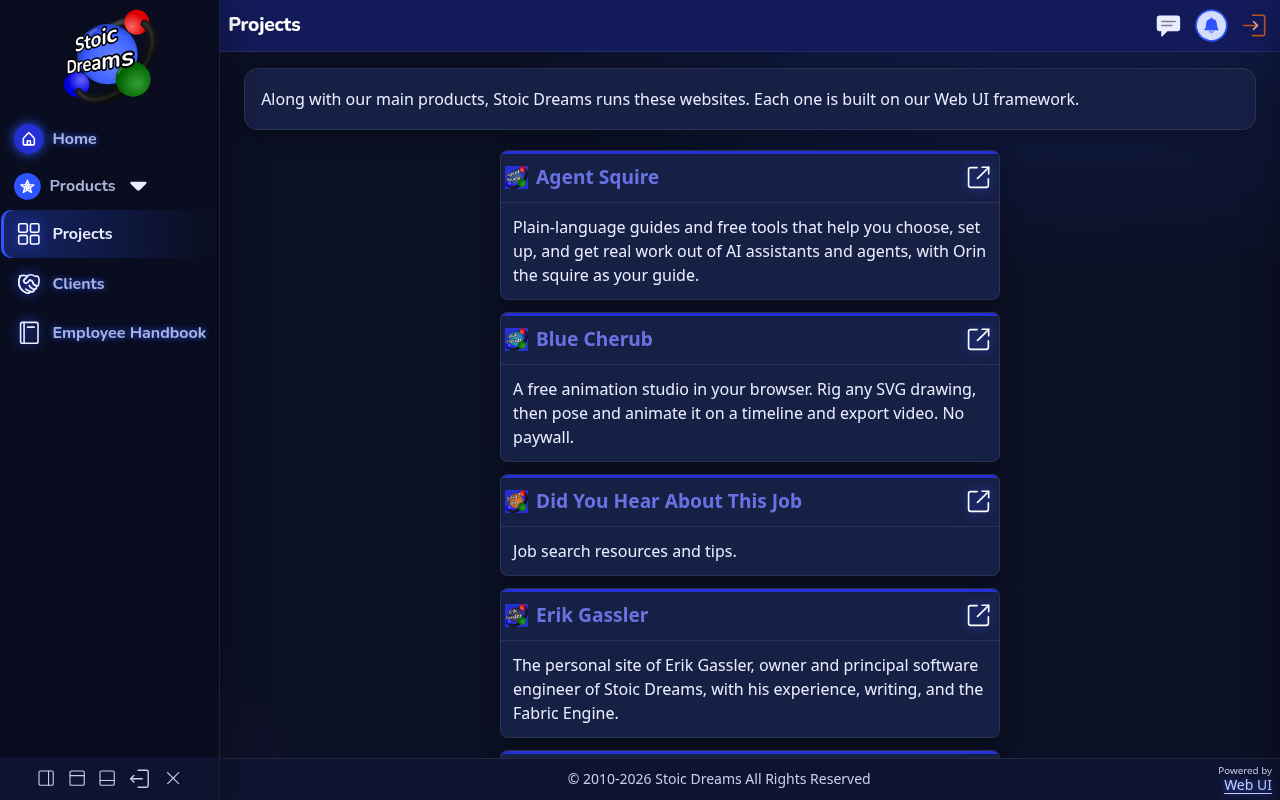 Stoic
Dreams
Projects
Home
Products
Projects
Clients
Employee Handbook
Along with our main products, Stoic Dreams runs these websites. Each one is built on our Web UI framework.
Agent Squire
Plain-language guides and free tools that help you choose, set
up, and get real work out of AI assistants and agents, with Orin
the squire as your guide.
Blue Cherub
A free animation studio in your browser. Rig any SVG drawing,
then pose and animate it on a timeline and export video. No
paywall.
Did You Hear About This Job
Job search resources and tips.
Erik Gassler
The personal site of Erik Gassler, owner and principal software
engineer of Stoic Dreams, with his experience, writing, and the
Fabric Engine.
© 2010-2026 Stoic Dreams All Rights Reserved
Powered by
Web UI